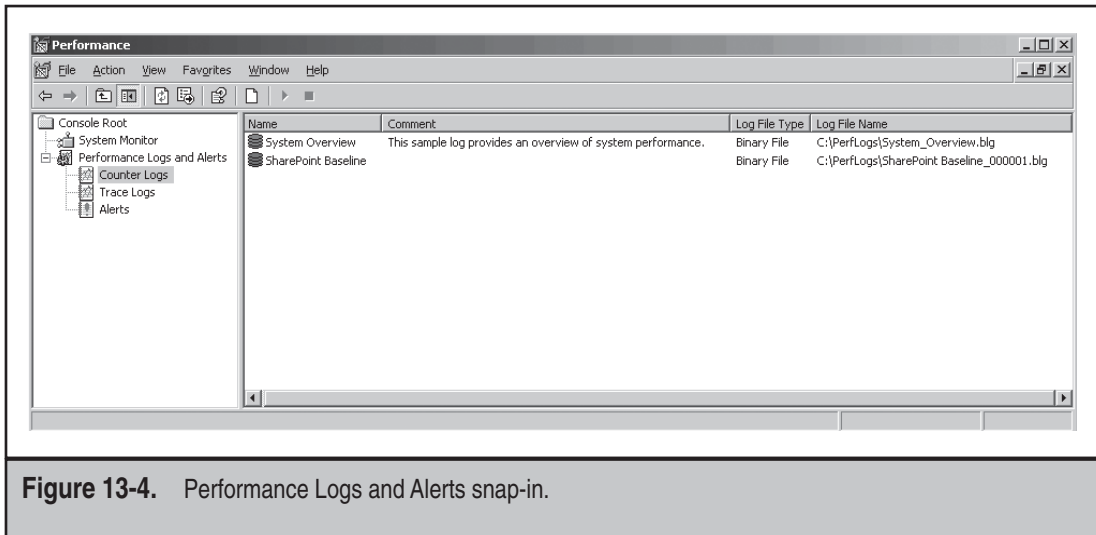 Performance
File Action View Favorites Window Help
Console Root
System Monitor
Performance Logs and Alerts
Counter Logs
Trace Logs
Alerts
Name Comment Log File Type Log File Name
System Overview This sample log provides an overview of system performance. Binary File C:\PerfLogs\System_Overview.blg
SharePoint Baseline Binary File C:\PerfLogs\SharePoint Baseline_000001.blg
Figure 13-4. Performance Logs and Alerts snap-in.